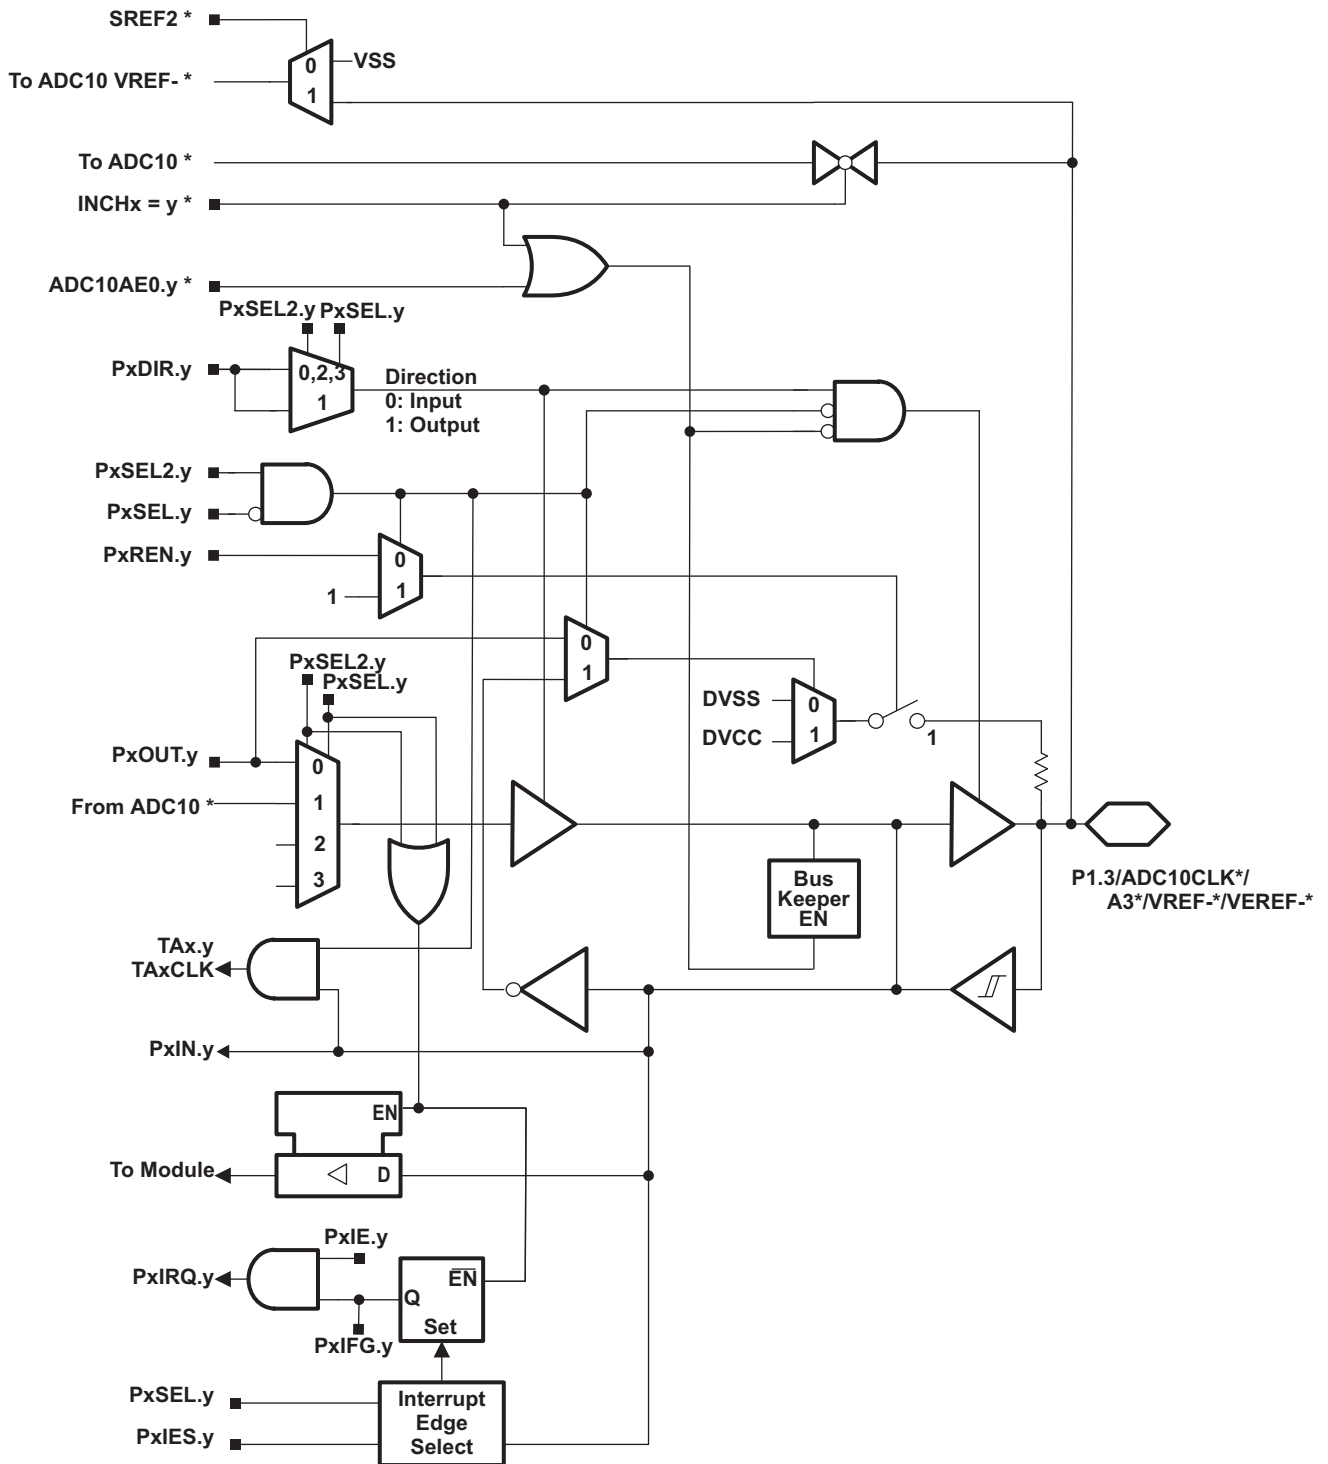 SREF2 *
VSS
0
To ADC10 VREF- *
1
To ADC10 *
INCHx = y *
ADC10AE0.y *
PxSEL2.y PxSEL.y
PxDIR.y
0,2,3
1
Direction
0: Input
1: Output
PxSEL2.y
PxSEL.y
PxREN.y
0
1
1
0
1
PxSEL2.y
PxSEL.y
DVSS
0
DVCC
1
1
PxOUT.y
0
From ADC10 *
1
2
3
Bus
Keeper
EN
P1.3/ADC10CLK*/
A3*/VREF-*/VEREF-*
TAx.y
TAxCLK
PxIN.y
EN
To Module
D
PxIE.y
PxIRQ.y
EN
Q
Set
PxIFG.y
PxSEL.y
PxIES.y
Interrupt
Edge
Select